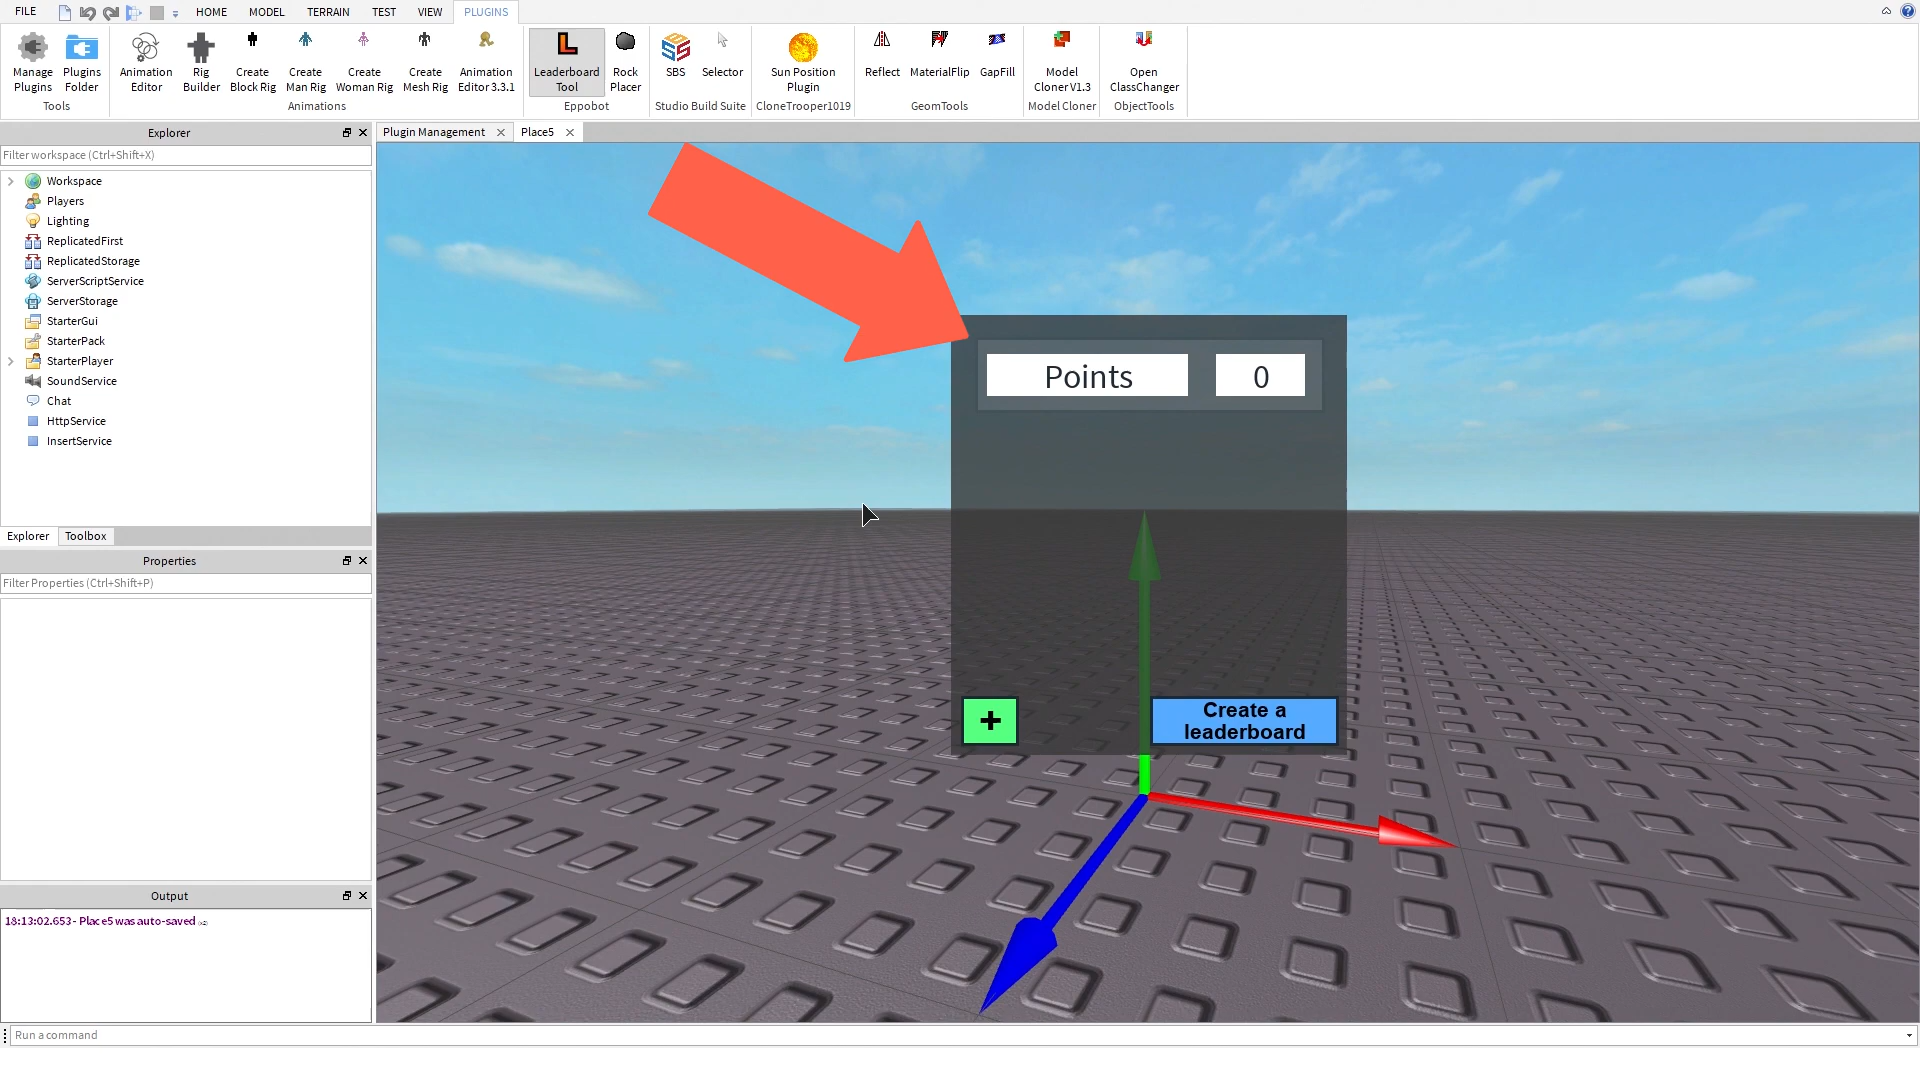 FILE HOME MODEL TERRAIN TEST VIEW PLUGINS
Manage Plugins
Plugins Folder
Tools
Animation Editor
Rig Builder
Create Block Rig
Create Man Rig
Create Woman Rig
Create Mesh Rig
Animation Editor 3.3.1
Animations
Leaderboard Tool
Rock Placer
Eppobot
SBS
Selector
Studio Build Suite
Sun Position Plugin
CloneTrooper1019
Reflect
MaterialFlip
GapFill
GeomTools
Model Cloner V1.3
Model Cloner
Open ClassChanger
ObjectTools
Explorer
Filter workspace (Ctrl+Shift+X)
Workspace
Players
Lighting
ReplicatedFirst
ReplicatedStorage
ServerScriptService
ServerStorage
StarterGui
StarterPack
StarterPlayer
SoundService
Chat
HttpService
InsertService
Explorer Toolbox
Properties
Filter Properties (Ctrl+Shift+P)
Output
18:13:02.653 - Place5 was auto-saved (x2)
Plugin Management Place5
Points 0
+
Create a
leaderboard
Run a command